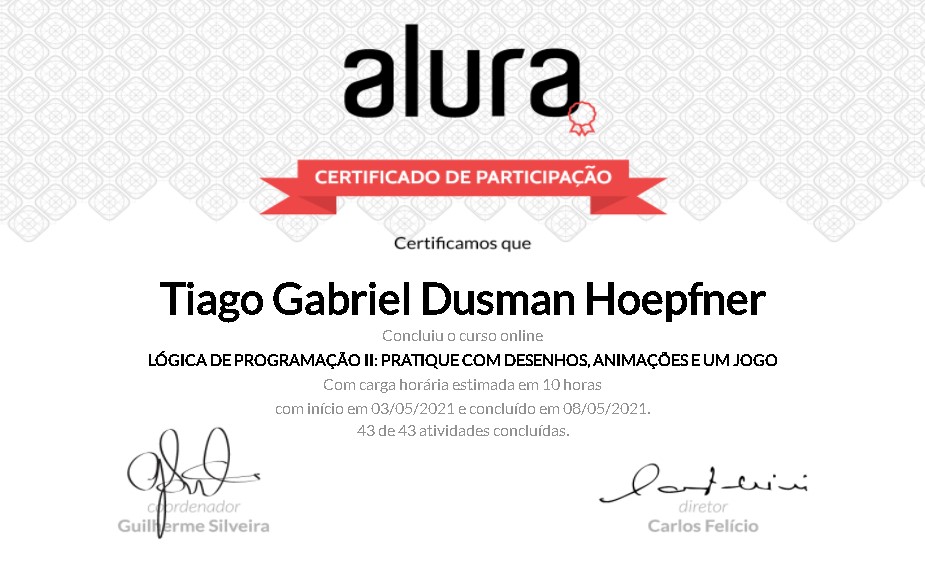 alura
CERTIFICADO DE PARTICIPAÇÃO
Certificamos que
Tiago Gabriel Dusman Hoepfner
Concluiu o curso online
LÓGICA DE PROGRAMAÇÃO II: PRATIQUE COM DESENHOS, ANIMAÇÕES E UM JOGO
Com carga horária estimada em 10 horas
com início em 03/05/2021 e concluído em 08/05/2021.
43 de 43 atividades concluídas.
coordenador
Guilherme Silveira
diretor
Carlos Felício